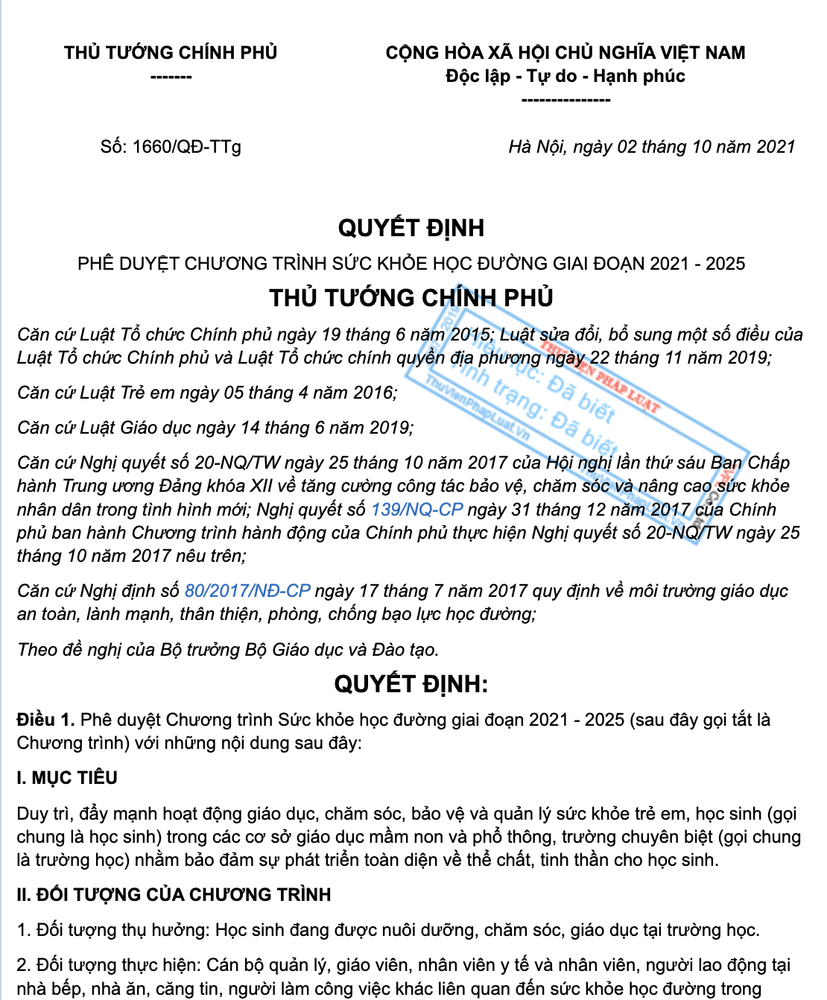 THỦ TƯỚNG CHÍNH PHỦ
-------
CỘNG HÒA XÃ HỘI CHỦ NGHĨA VIỆT NAM
Độc lập - Tự do - Hạnh phúc
---------------
Số: 1660/QĐ-TTg
Hà Nội, ngày 02 tháng 10 năm 2021
QUYẾT ĐỊNH
PHÊ DUYỆT CHƯƠNG TRÌNH SỨC KHỎE HỌC ĐƯỜNG GIAI ĐOẠN 2021 - 2025
THỦ TƯỚNG CHÍNH PHỦ
Căn cứ Luật Tổ chức Chính phủ ngày 19 tháng 6 năm 2015; Luật sửa đổi, bổ sung một số điều của
Luật Tổ chức Chính phủ và Luật Tổ chức chính quyền địa phương ngày 22 tháng 11 năm 2019;
Căn cứ Luật Trẻ em ngày 05 tháng 4 năm 2016;
Căn cứ Luật Giáo dục ngày 14 tháng 6 năm 2019;
Căn cứ Nghị quyết số 20-NQ/TW ngày 25 tháng 10 năm 2017 của Hội nghị lần thứ sáu Ban Chấp
hành Trung ương Đảng khóa XII về tăng cường công tác bảo vệ, chăm sóc và nâng cao sức khỏe
nhân dân trong tình hình mới; Nghị quyết số 139/NQ-CP ngày 31 tháng 12 năm 2017 của Chính
phủ ban hành Chương trình hành động của Chính phủ thực hiện Nghị quyết số 20-NQ/TW ngày 25
tháng 10 năm 2017 nêu trên;
Căn cứ Nghị định số 80/2017/NĐ-CP ngày 17 tháng 7 năm 2017 quy định về môi trường giáo dục
an toàn, lành mạnh, thân thiện, phòng, chống bạo lực học đường;
Theo đề nghị của Bộ trưởng Bộ Giáo dục và Đào tạo.
THƯ VIỆN PHÁP LUẬT
Hiệu lực: Đã biết
Tình trạng: Đã biết
ThuVienPhapLuat.Vn
ThuVienPhapLuat.Vn
2019
QUYẾT ĐỊNH:
Điều 1. Phê duyệt Chương trình Sức khỏe học đường giai đoạn 2021 - 2025 (sau đây gọi tắt là
Chương trình) với những nội dung sau đây:
I. MỤC TIÊU
Duy trì, đẩy mạnh hoạt động giáo dục, chăm sóc, bảo vệ và quản lý sức khỏe trẻ em, học sinh (gọi
chung là học sinh) trong các cơ sở giáo dục mầm non và phổ thông, trường chuyên biệt (gọi chung
là trường học) nhằm bảo đảm sự phát triển toàn diện về thể chất, tinh thần cho học sinh.
II. ĐỐI TƯỢNG CỦA CHƯƠNG TRÌNH
1. Đối tượng thụ hưởng: Học sinh đang được nuôi dưỡng, chăm sóc, giáo dục tại trường học.
2. Đối tượng thực hiện: Cán bộ quản lý, giáo viên, nhân viên y tế và nhân viên, người lao động tại
nhà bếp, nhà ăn, căng tin, người làm công việc khác liên quan đến sức khỏe học đường trong